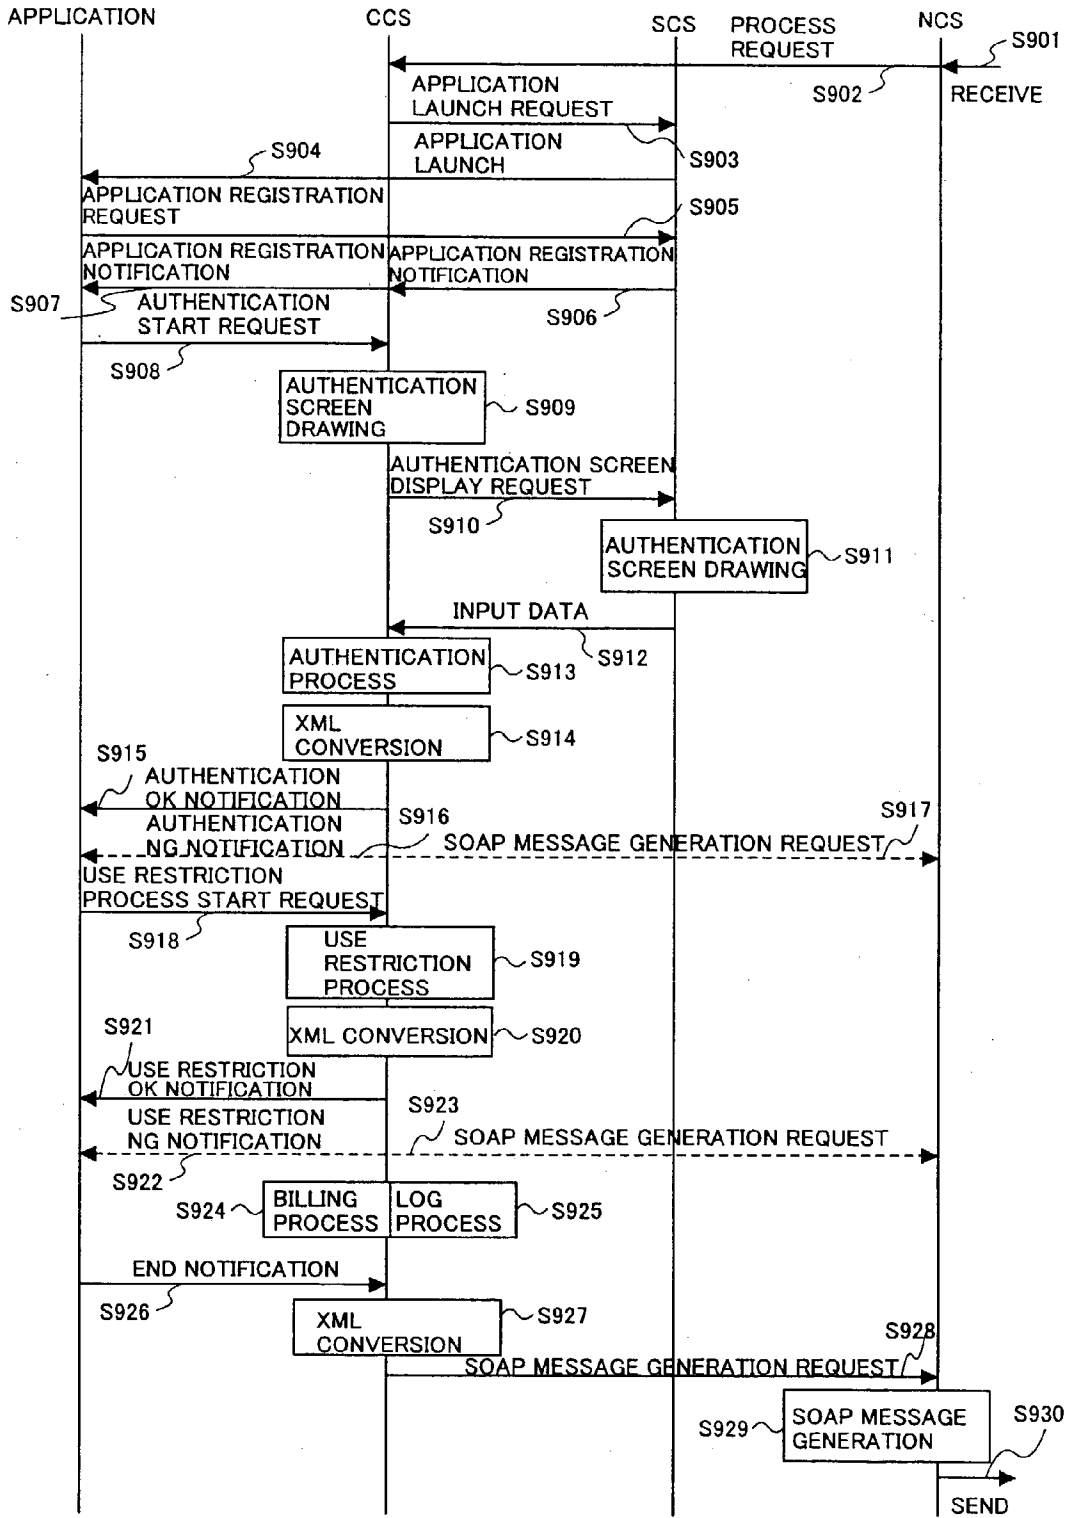 APPLICATION
CCS
SCS
NCS
PROCESS
REQUEST
S901
S902
RECEIVE
APPLICATION
LAUNCH REQUEST
S903
APPLICATION
LAUNCH
S904
APPLICATION REGISTRATION
REQUEST
S905
APPLICATION REGISTRATION
NOTIFICATION
APPLICATION REGISTRATION
NOTIFICATION
S907
S906
AUTHENTICATION
START REQUEST
S908
AUTHENTICATION
SCREEN
DRAWING
S909
AUTHENTICATION SCREEN
DISPLAY REQUEST
S910
AUTHENTICATION
SCREEN DRAWING
S911
INPUT DATA
S912
AUTHENTICATION
PROCESS
S913
XML
CONVERSION
S914
S915
AUTHENTICATION
OK NOTIFICATION
AUTHENTICATION
NG NOTIFICATION
S916
SOAP MESSAGE GENERATION REQUEST
S917
USE RESTRICTION
PROCESS START REQUEST
S918
USE
RESTRICTION
PROCESS
S919
XML CONVERSION
S920
S921
USE RESTRICTION
OK NOTIFICATION
USE RESTRICTION
NG NOTIFICATION
S922
S923
SOAP MESSAGE GENERATION REQUEST
S924
BILLING
PROCESS
LOG
PROCESS
S925
END NOTIFICATION
S926
XML
CONVERSION
S927
SOAP MESSAGE GENERATION REQUEST
S928
S929
SOAP MESSAGE
GENERATION
S930
SEND